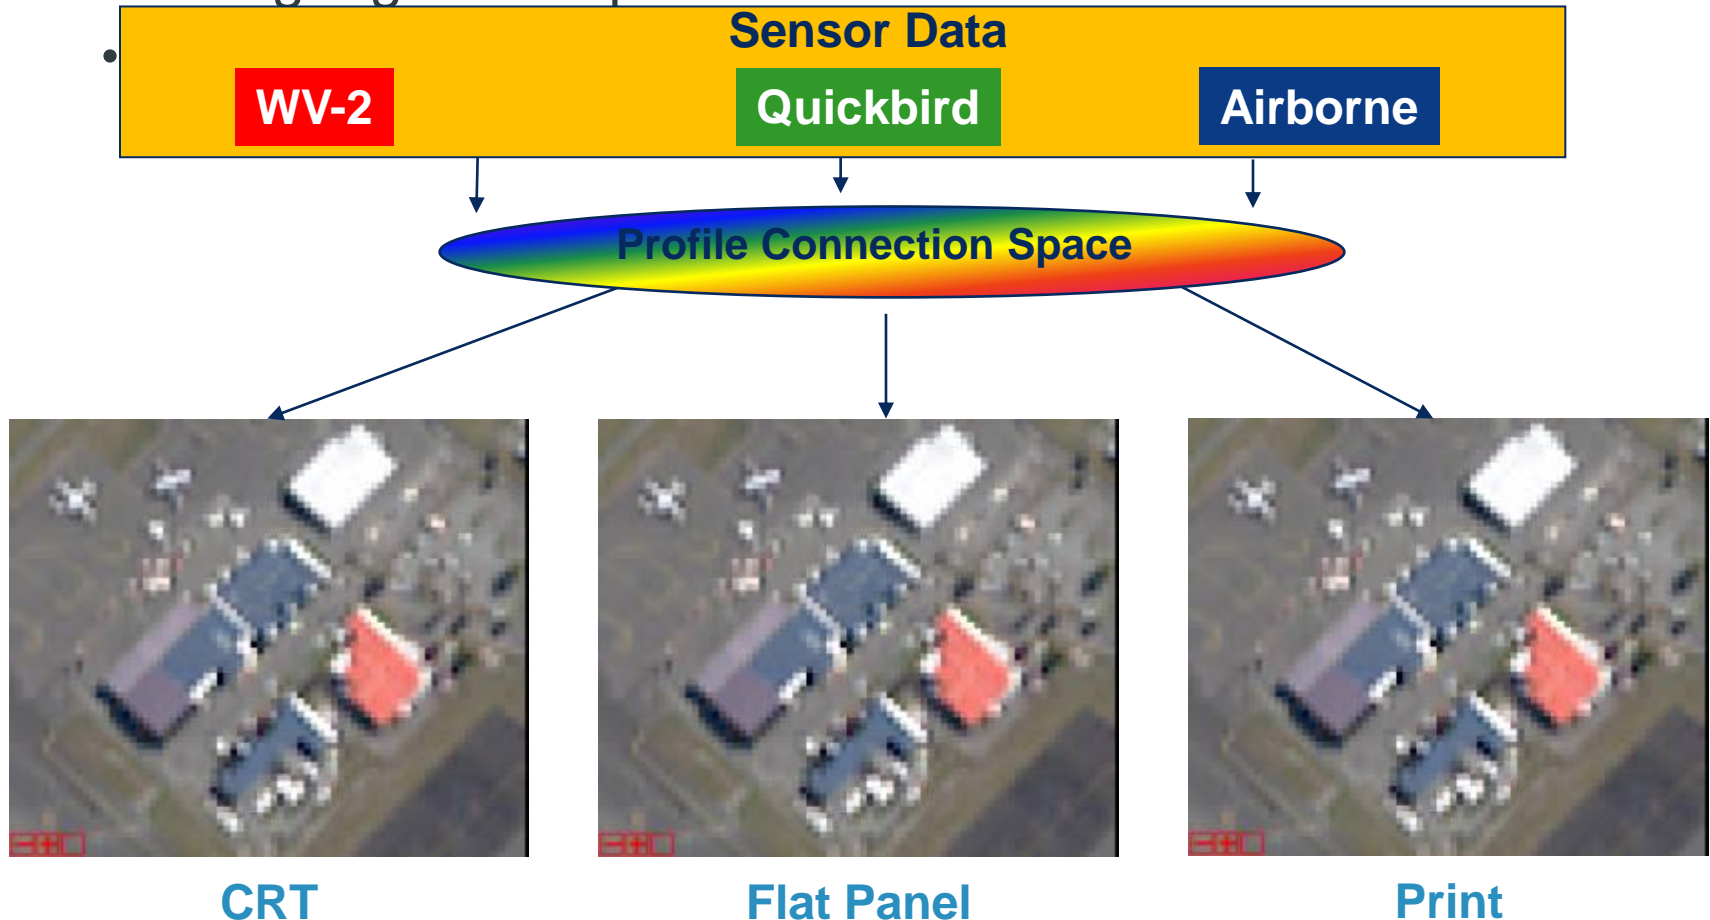 Sensor Data
WV-2 Quickbird Airborne
Profile Connection Space
CRT Flat Panel Print